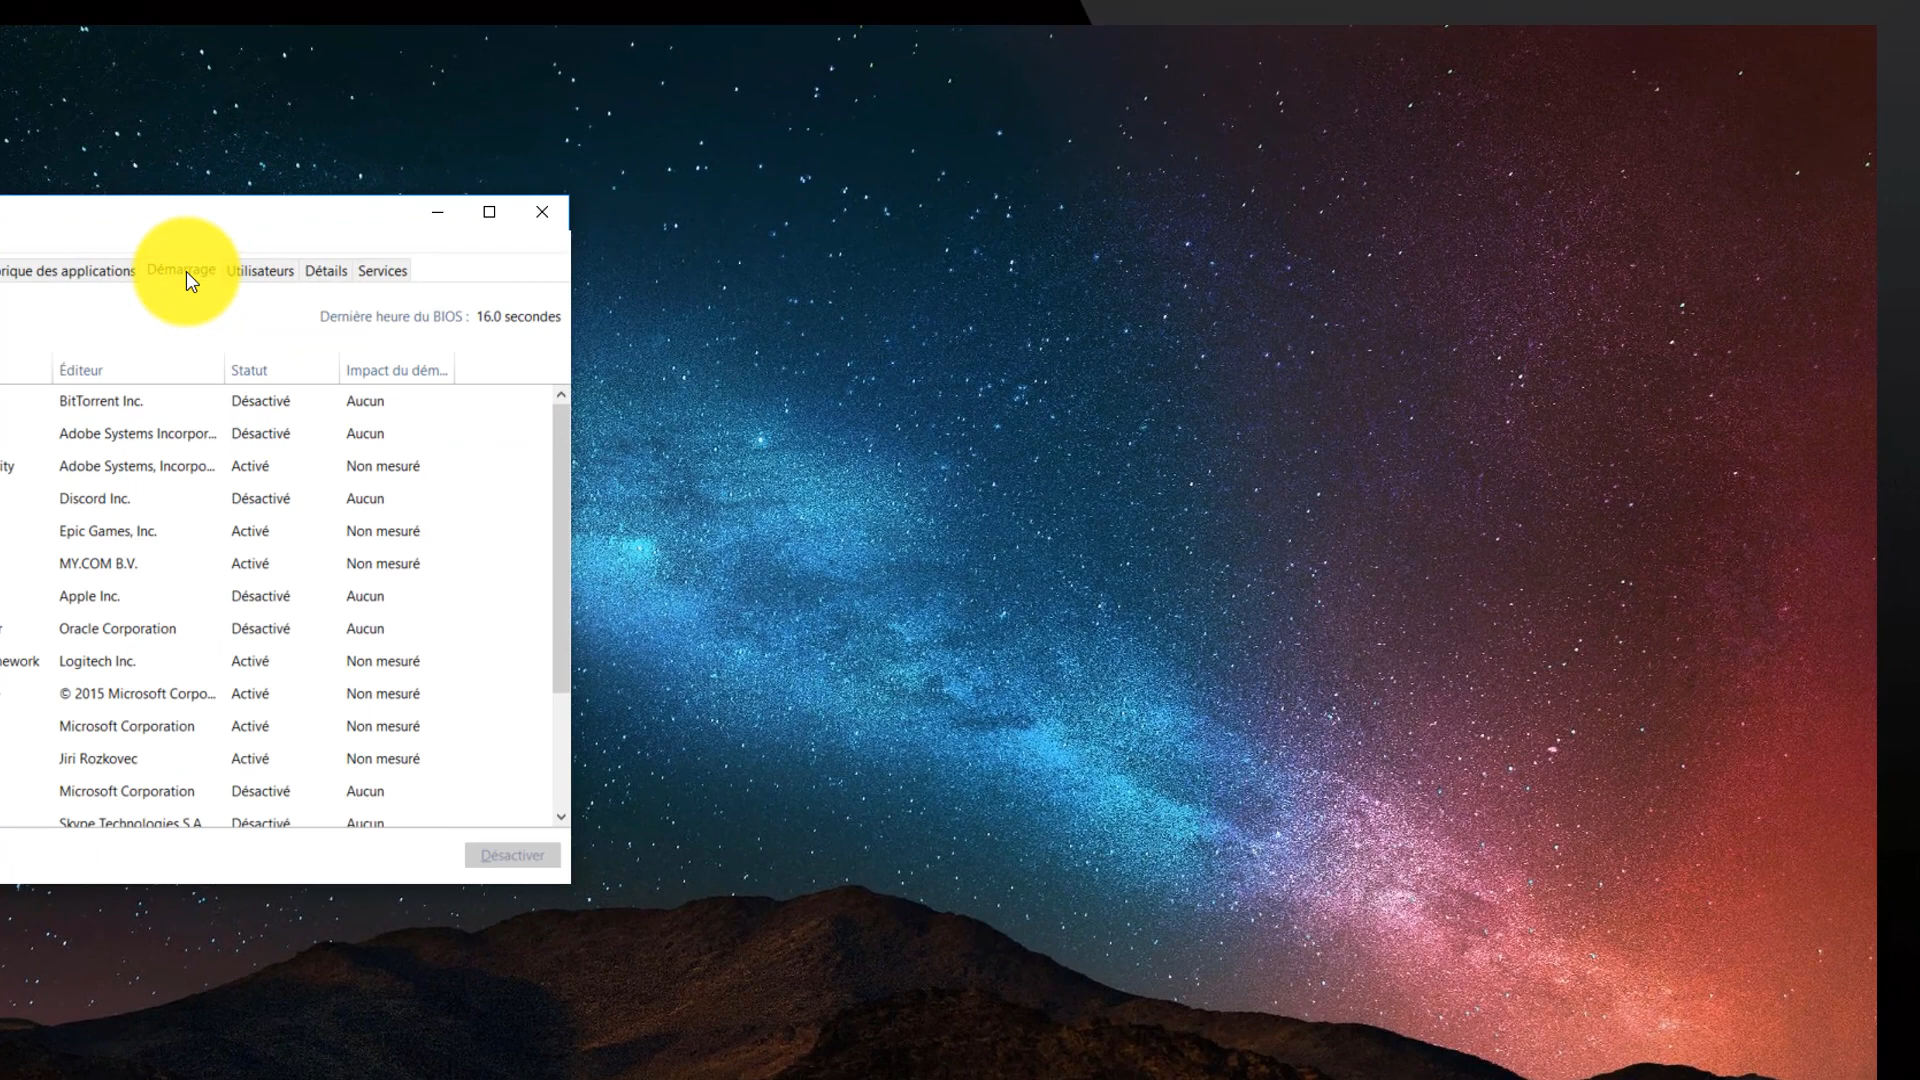 rique des applications Démarrage Utilisateurs Détails Services
Dernière heure du BIOS : 16.0 secondes
Éditeur Statut Impact du dém...
BitTorrent Inc. Désactivé Aucun
Adobe Systems Incorpor... Désactivé Aucun
ity Adobe Systems, Incorpo... Activé Non mesuré
Discord Inc. Désactivé Aucun
Epic Games, Inc. Activé Non mesuré
MY.COM B.V. Activé Non mesuré
Apple Inc. Désactivé Aucun
r Oracle Corporation Désactivé Aucun
ework Logitech Inc. Activé Non mesuré
© 2015 Microsoft Corpo... Activé Non mesuré
Microsoft Corporation Activé Non mesuré
Jiri Rozkovec Activé Non mesuré
Microsoft Corporation Désactivé Aucun
Skype Technologies S.A. Désactivé Aucun
Désactiver